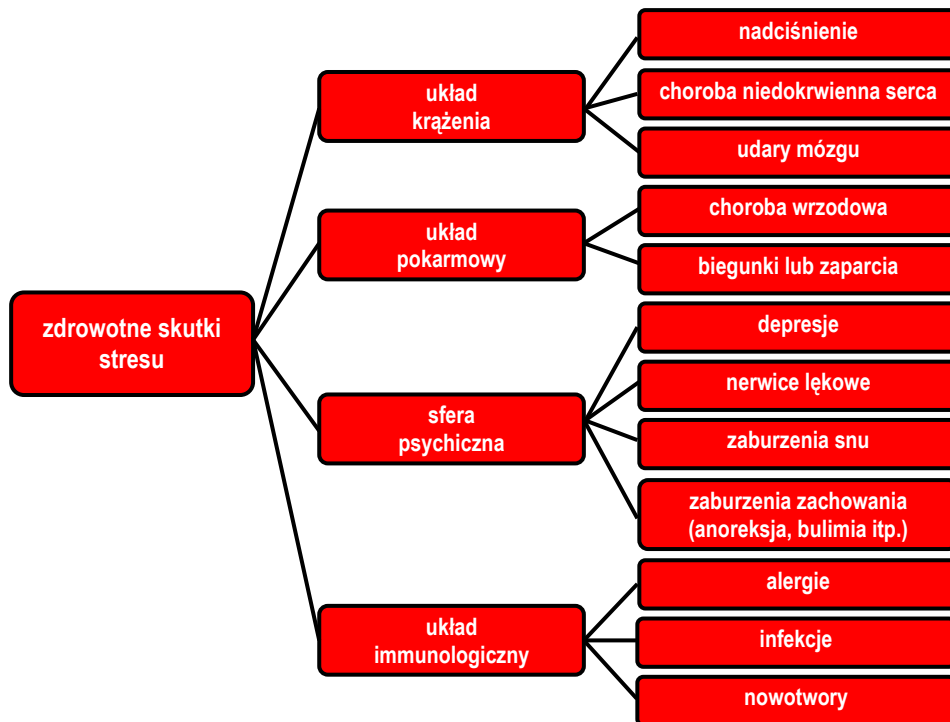 zdrowotne skutki
stresu
układ
krążenia
nadciśnienie
choroba niedokrwienna serca
udary mózgu
układ
pokarmowy
choroba wrzodowa
biegunki lub zaparcia
sfera
psychiczna
depresje
nerwice lękowe
zaburzenia snu
zaburzenia zachowania
(anoreksja, bulimia itp.)
układ
immunologiczny
alergie
infekcje
nowotwory